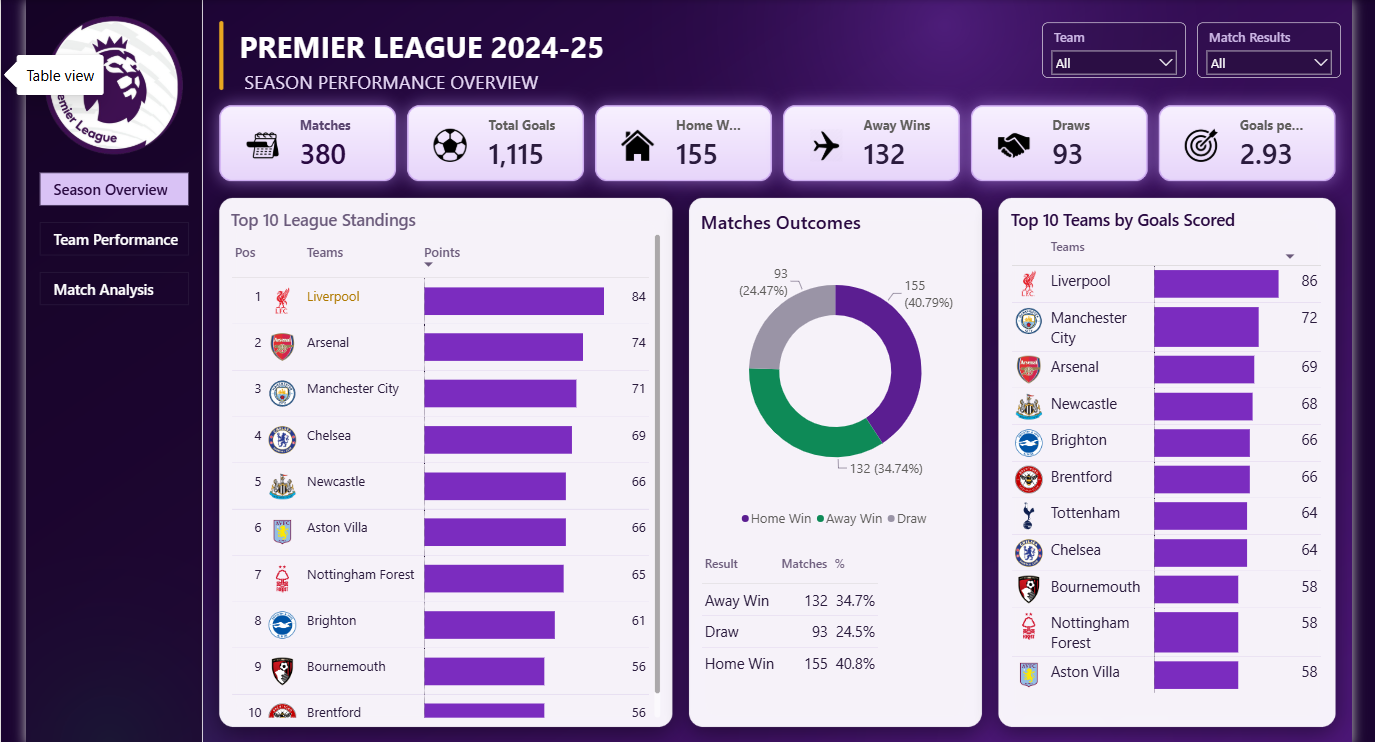 Table view
emier League
Season Overview
Team Performance
Match Analysis
PREMIER LEAGUE 2024-25
SEASON PERFORMANCE OVERVIEW
Team
All
Match Results
All
Matches
380
Total Goals
1,115
Home W...
155
Away Wins
132
Draws
93
Goals pe...
2.93
Top 10 League Standings
Pos Teams Points
1 Liverpool 84
2 Arsenal 74
3 Manchester City 71
4 Chelsea 69
5 Newcastle 66
6 Aston Villa 66
7 Nottingham Forest 65
8 Brighton 61
9 Bournemouth 56
10 Brentford 56
Matches Outcomes
93
(24.47%)
155
(40.79%)
132 (34.74%)
Home Win Away Win Draw
Result Matches %
Away Win 132 34.7%
Draw 93 24.5%
Home Win 155 40.8%
Top 10 Teams by Goals Scored
Teams
Liverpool 86
Manchester
City 72
Arsenal 69
Newcastle 68
Brighton 66
Brentford 66
Tottenham 64
Chelsea 64
Bournemouth 58
Nottingham
Forest 58
Aston Villa 58